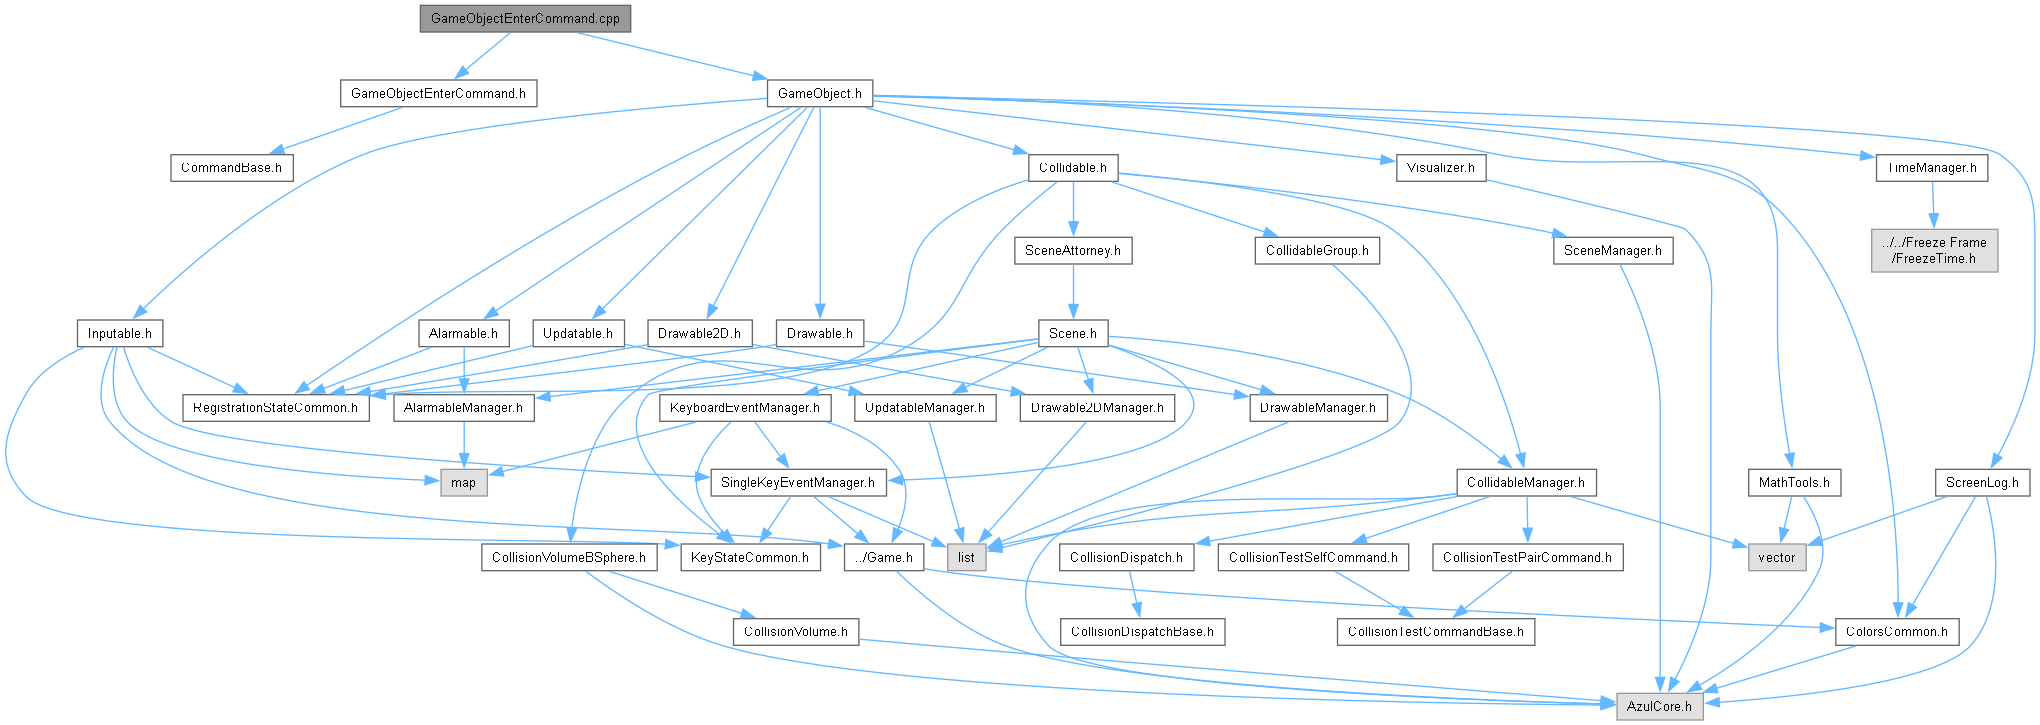 GameObjectEnterCommand.cpp
GameObjectEnterCommand.h
GameObject.h
CommandBase.h
Collidable.h
Visualizer.h
TimeManager.h
SceneAttorney.h
CollidableGroup.h
SceneManager.h
../../Freeze Frame
/FreezeTime.h
Inputable.h
Alarmable.h
Updatable.h
Drawable2D.h
Drawable.h
Scene.h
RegistrationStateCommon.h
AlarmableManager.h
KeyboardEventManager.h
UpdatableManager.h
Drawable2DManager.h
DrawableManager.h
map
SingleKeyEventManager.h
CollidableManager.h
MathTools.h
ScreenLog.h
CollisionVolumeBSphere.h
KeyStateCommon.h
../Game.h
list
CollisionDispatch.h
CollisionTestSelfCommand.h
CollisionTestPairCommand.h
vector
CollisionVolume.h
CollisionDispatchBase.h
CollisionTestCommandBase.h
ColorsCommon.h
AzulCore.h